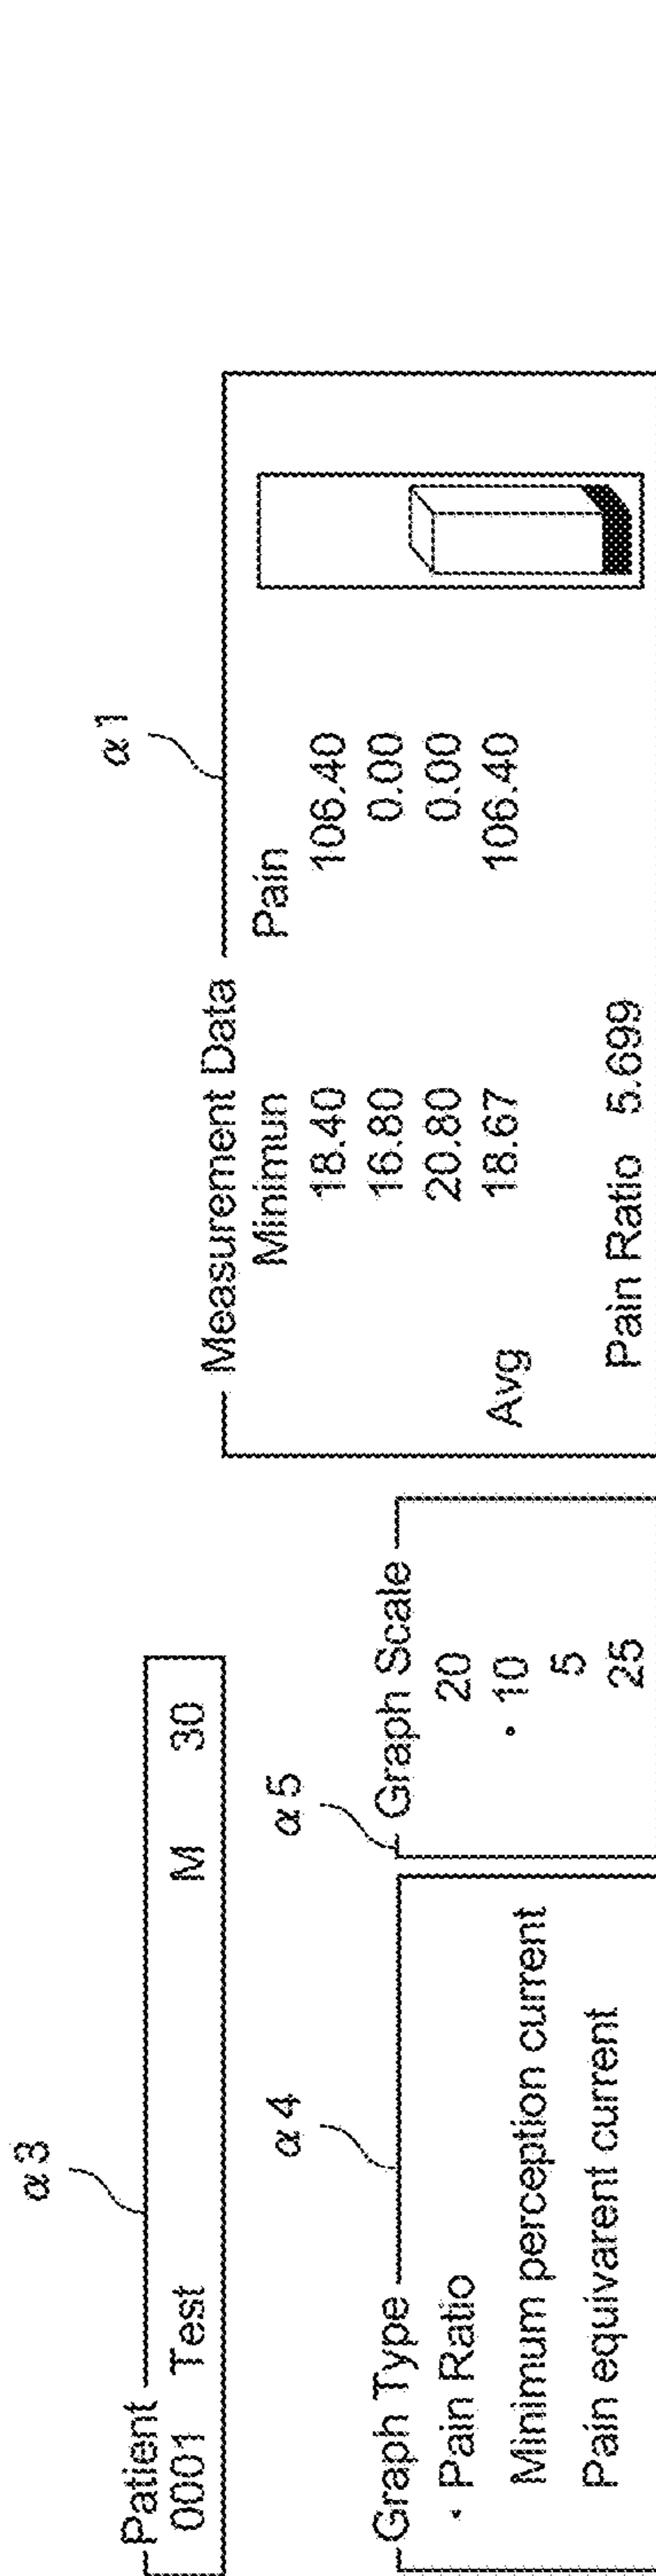 α3
Patient
0001 Test M 30
α4
Graph Type
• Pain Ratio
Minimum perception current
Pain equivarent current
α5
Graph Scale
20
• 10
5
25
α1
Measurement Data
Minimun Pain
18.40 106.40
16.80 0.00
20.80 0.00
Avg 18.67 106.40
Pain Ratio 5.699